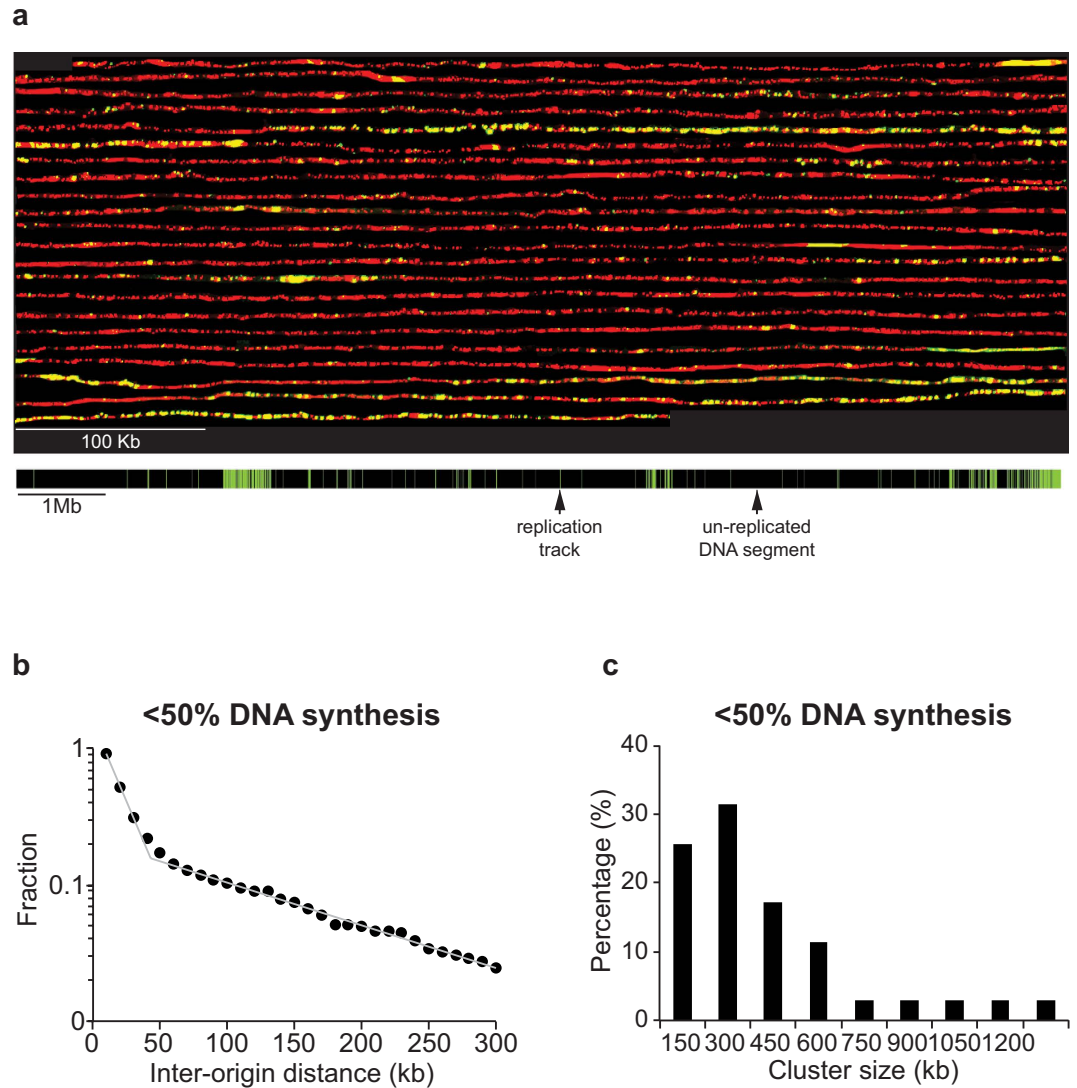 a
100 Kb
1Mb
replication
track
un-replicated
DNA segment
b
<50% DNA synthesis
1
0.1
0
Fraction
0 50 100 150 200 250 300
Inter-origin distance (kb)
c
<50% DNA synthesis
40
30
20
10
0
Percentage (%)
150 300 450 600 750 900 1050 1200
Cluster size (kb)